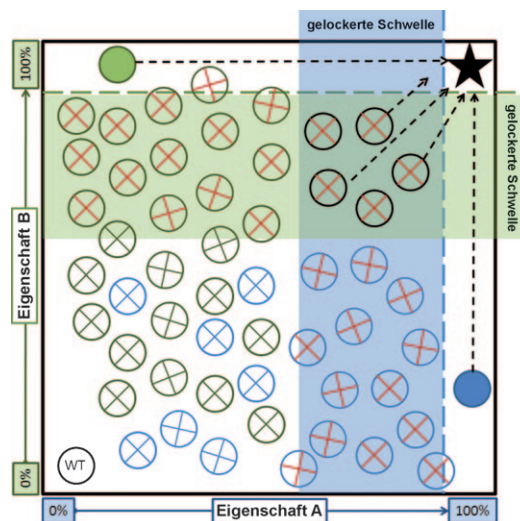 gelockerte Schwelle
100%
gelockerte Schwelle
Eigenschaft B
WT
0%
0%
Eigenschaft A
100%